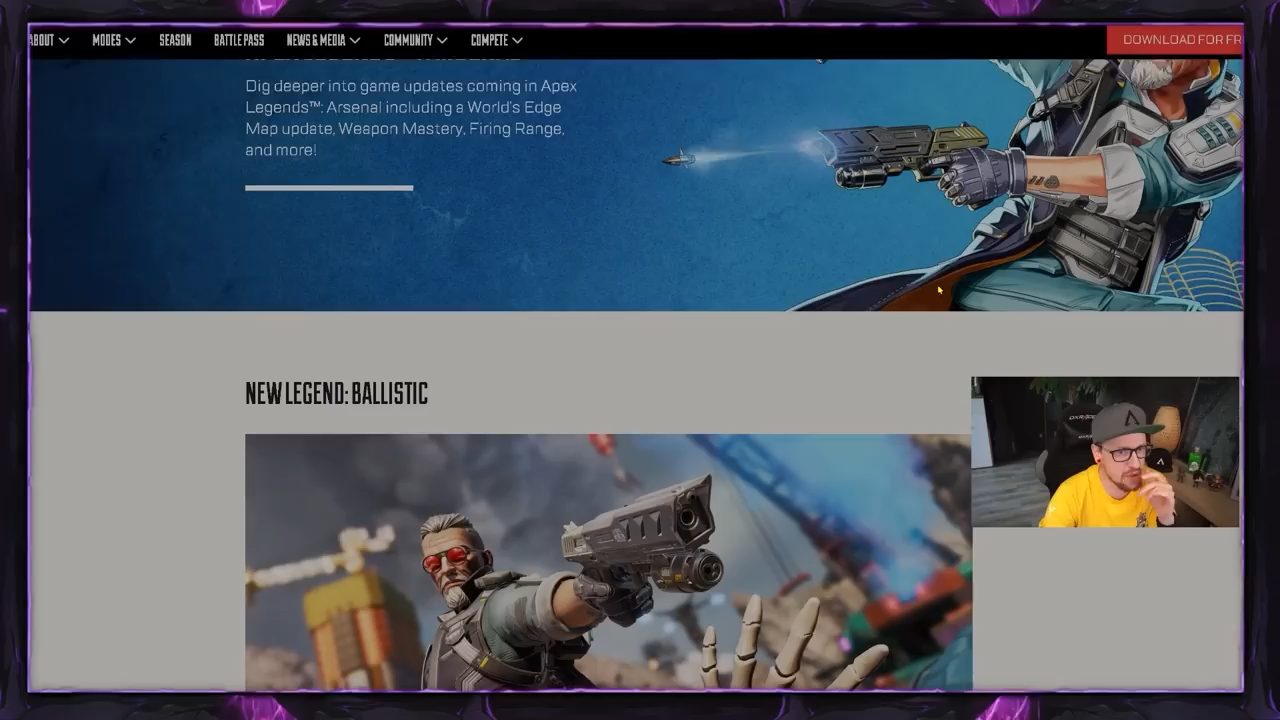 ABOUT
MODES
SEASON
BATTLE PASS
NEWS & MEDIA
COMMUNITY
COMPETE
DOWNLOAD FOR FR
Dig deeper into game updates coming in Apex
Legends™: Arsenal including a World's Edge
Map update, Weapon Mastery, Firing Range,
and more!
NEW LEGEND: BALLISTIC